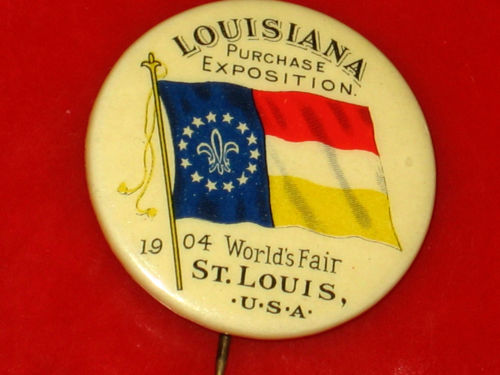 LOUISIANA
PURCHASE
EXPOSITION.
1904 World's Fair
ST. LOUIS,
·U·S·A·